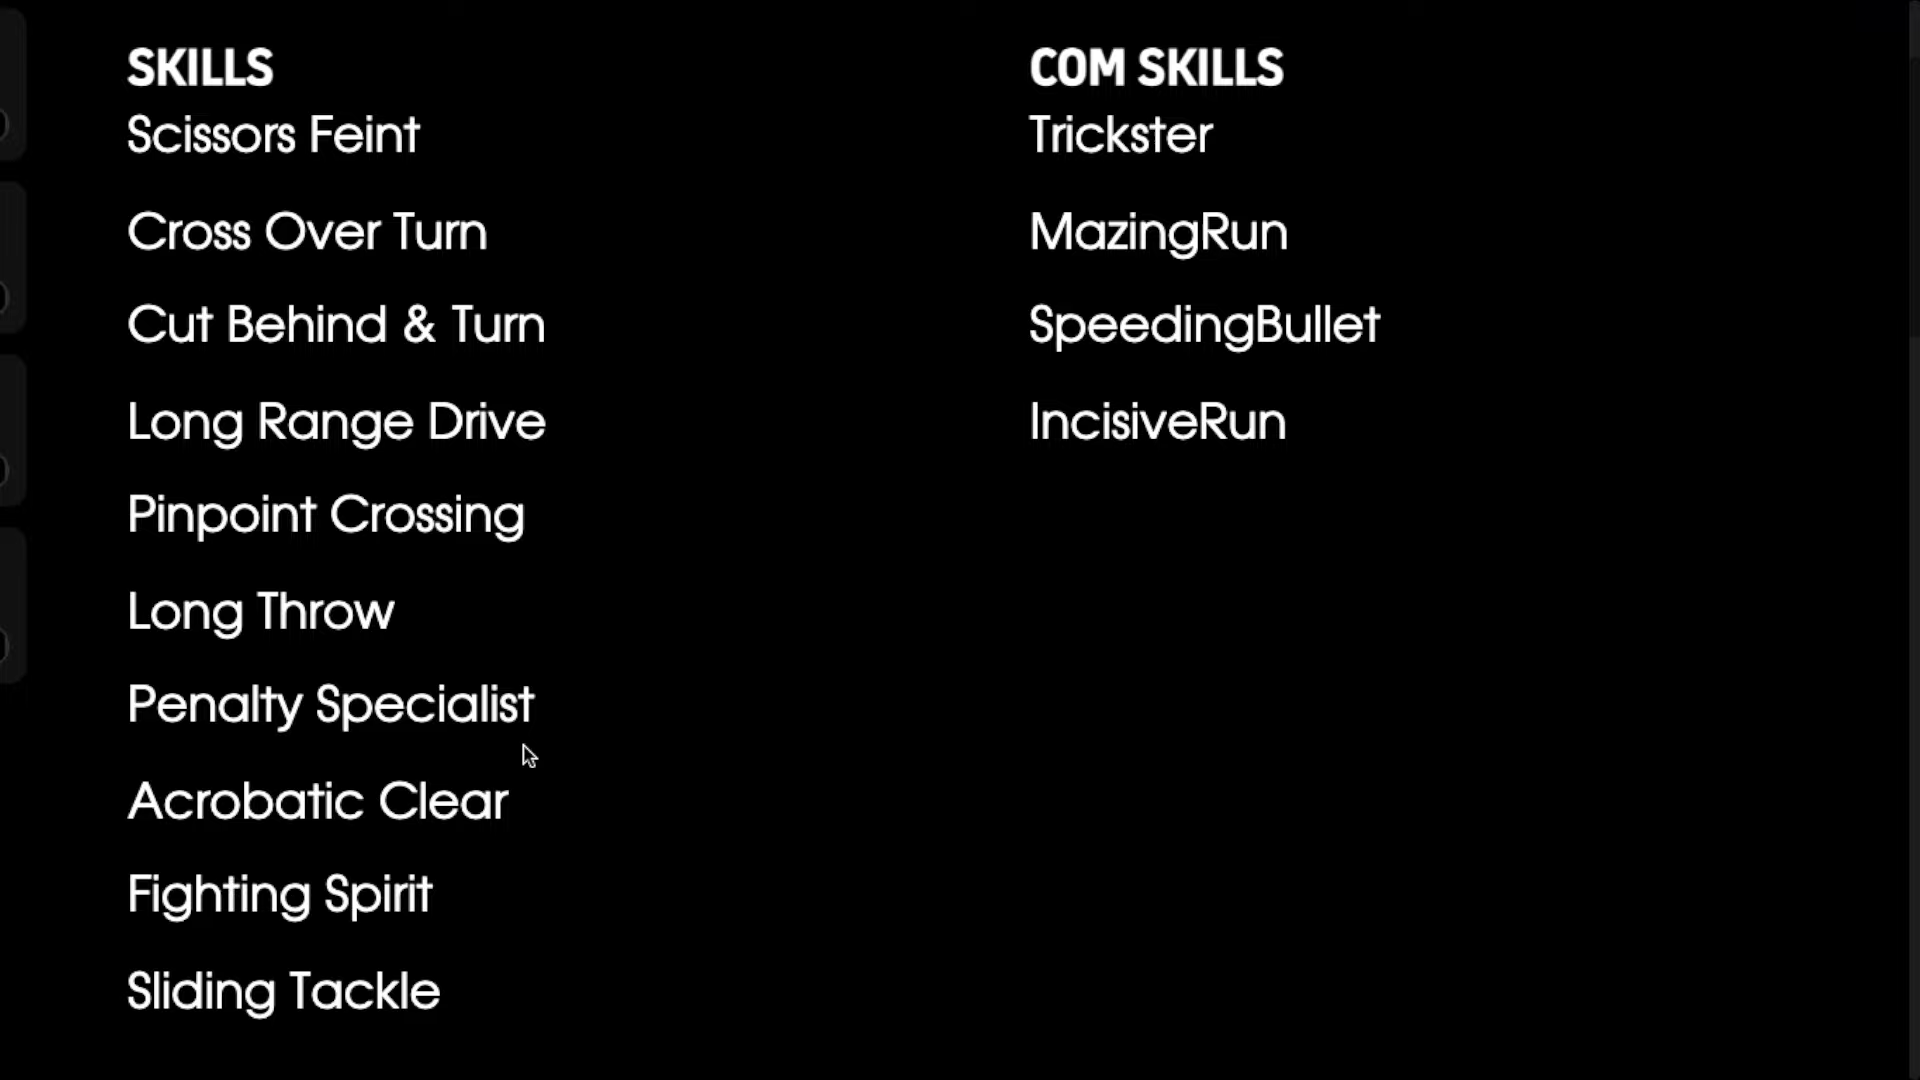 SKILLS
Scissors Feint
Cross Over Turn
Cut Behind & Turn
Long Range Drive
Pinpoint Crossing
Long Throw
Penalty Specialist
Acrobatic Clear
Fighting Spirit
Sliding Tackle
COM SKILLS
Trickster
MazingRun
SpeedingBullet
IncisiveRun